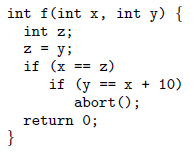 int f(int x, int y) {
  int z;
  z = y;
  if (x == z)
    if (y == x + 10)
      abort();
  return 0;
}